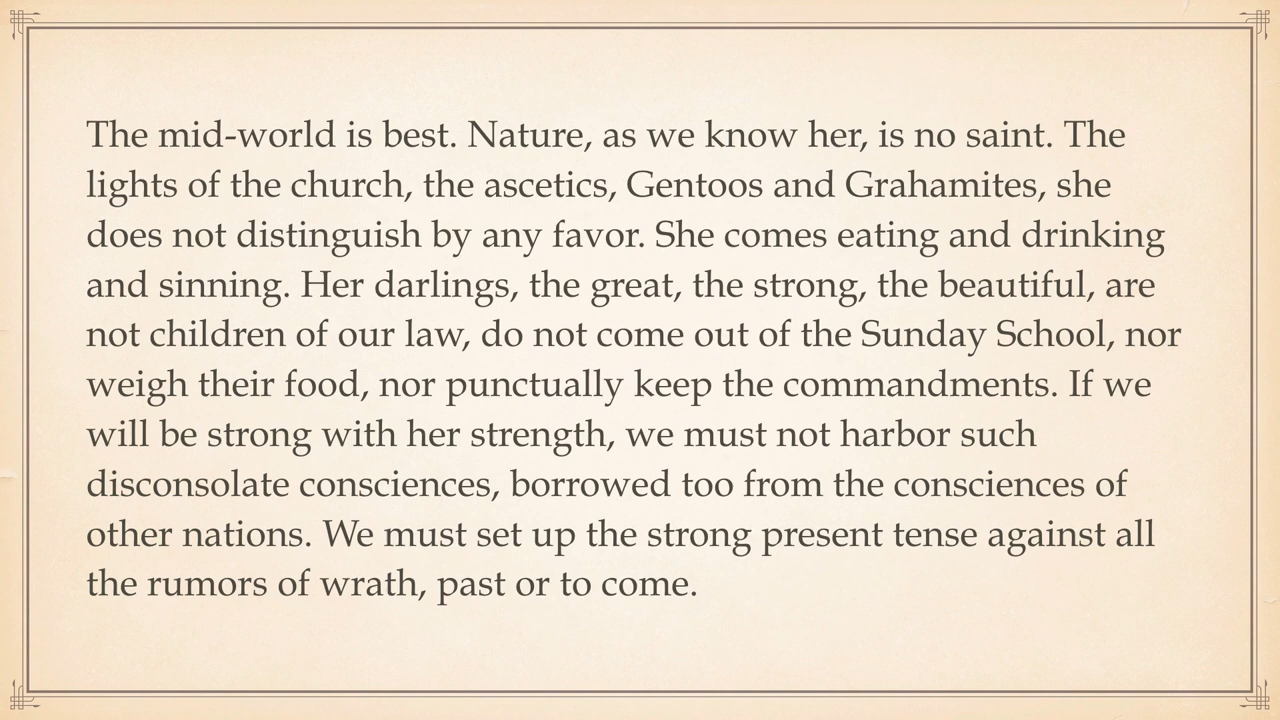 The mid-world is best. Nature, as we know her, is no saint. The
lights of the church, the ascetics, Gentoos and Grahamites, she
does not distinguish by any favor. She comes eating and drinking
and sinning. Her darlings, the great, the strong, the beautiful, are
not children of our law, do not come out of the Sunday School, nor
weigh their food, nor punctually keep the commandments. If we
will be strong with her strength, we must not harbor such
disconsolate consciences, borrowed too from the consciences of
other nations. We must set up the strong present tense against all
the rumors of wrath, past or to come.